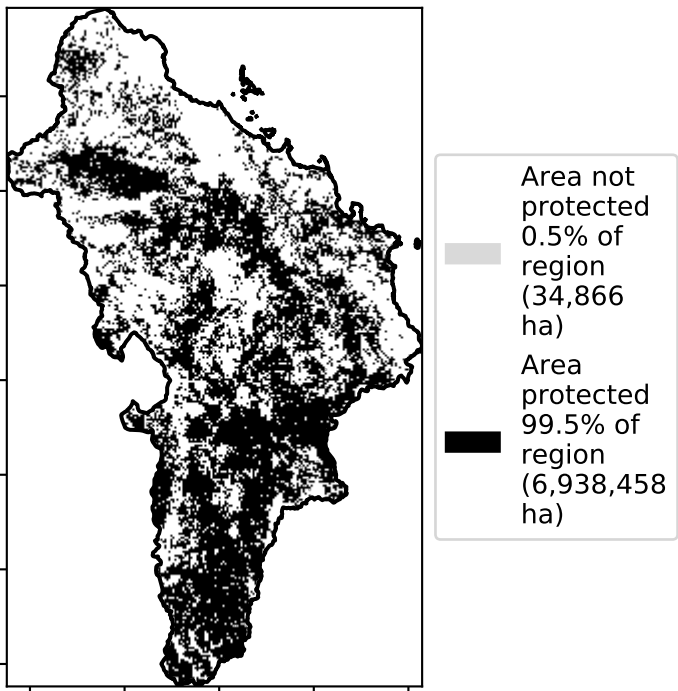 Area not
protected
0.5% of
region
(34,866
ha)
Area
protected
99.5% of
region
(6,938,458
ha)